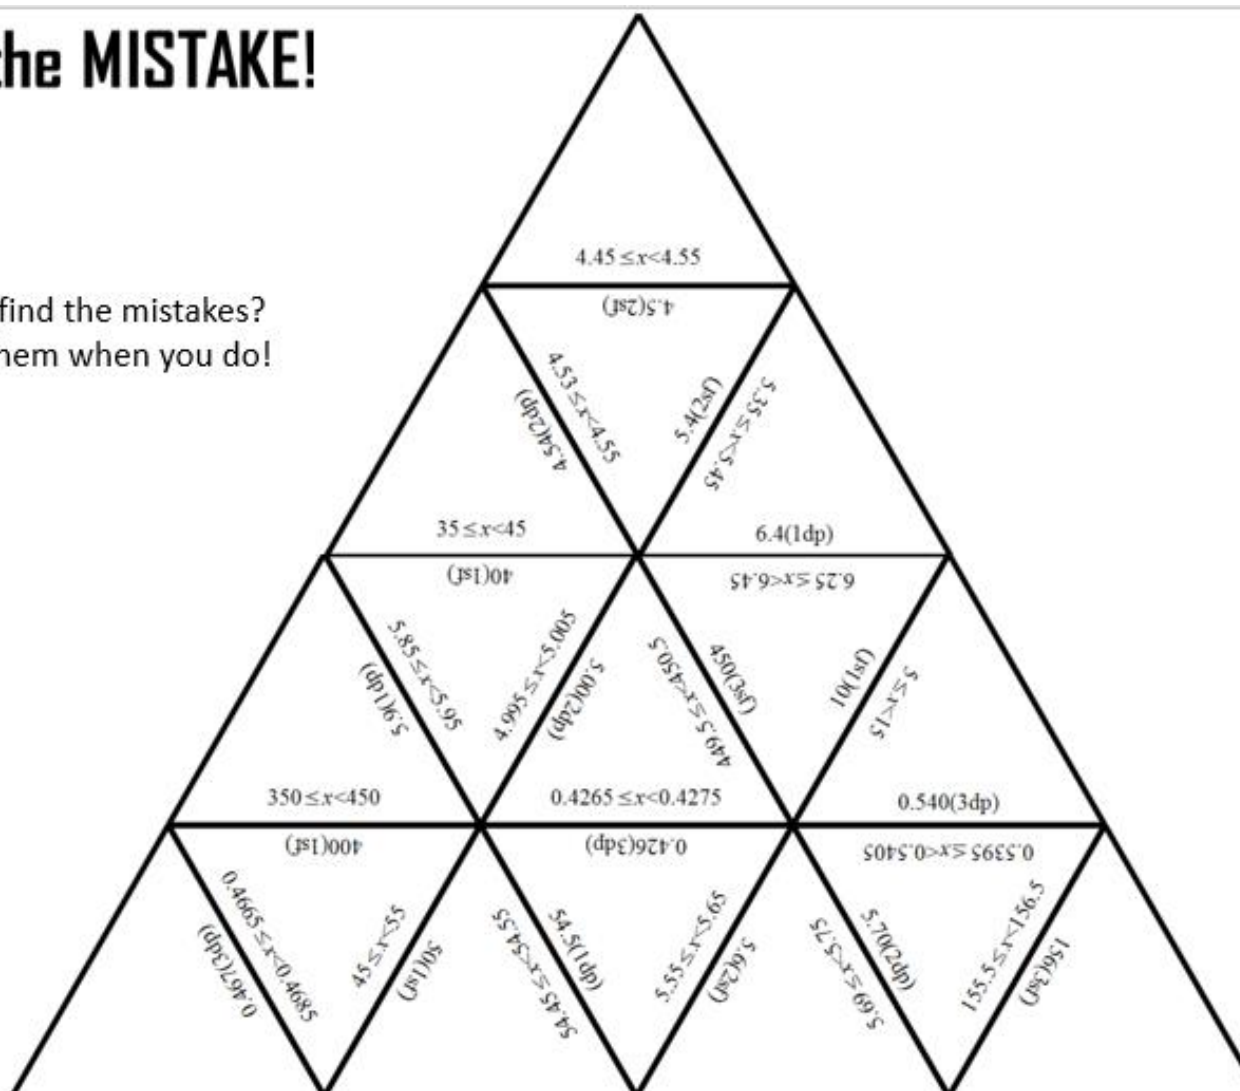 the MISTAKE!
find the mistakes?
hem when you do!
4.45 ≤x<4.55
4.5(2sf)
4.53 ≤x<4.55
4.54(2dp)
5.4(2sf)
5.35 ≤x<5.45
35 ≤x<45
40(1sf)
6.4(1dp)
6.25 ≤x<6.45
5.85 ≤x<5.95
5.9(1dp)
4.995 ≤x<5.005
5.00(2dp)
450(3sf)
449.5 ≤x<450.5
10(1sf)
5 ≤x<15
350 ≤x<450
400(1sf)
0.4265 ≤x<0.4275
0.426(3dp)
0.540(3dp)
0.5395 ≤x<0.5405
0.4665 ≤x<0.4685
0.467(3dp)
45 ≤x<55
50(1sf)
54.5(1dp)
54.45 ≤x<54.55
5.55 ≤x<5.65
5.6(2sf)
5.70(2dp)
5.69 ≤x<5.75
155.5 ≤x<156.5
156(3sf)